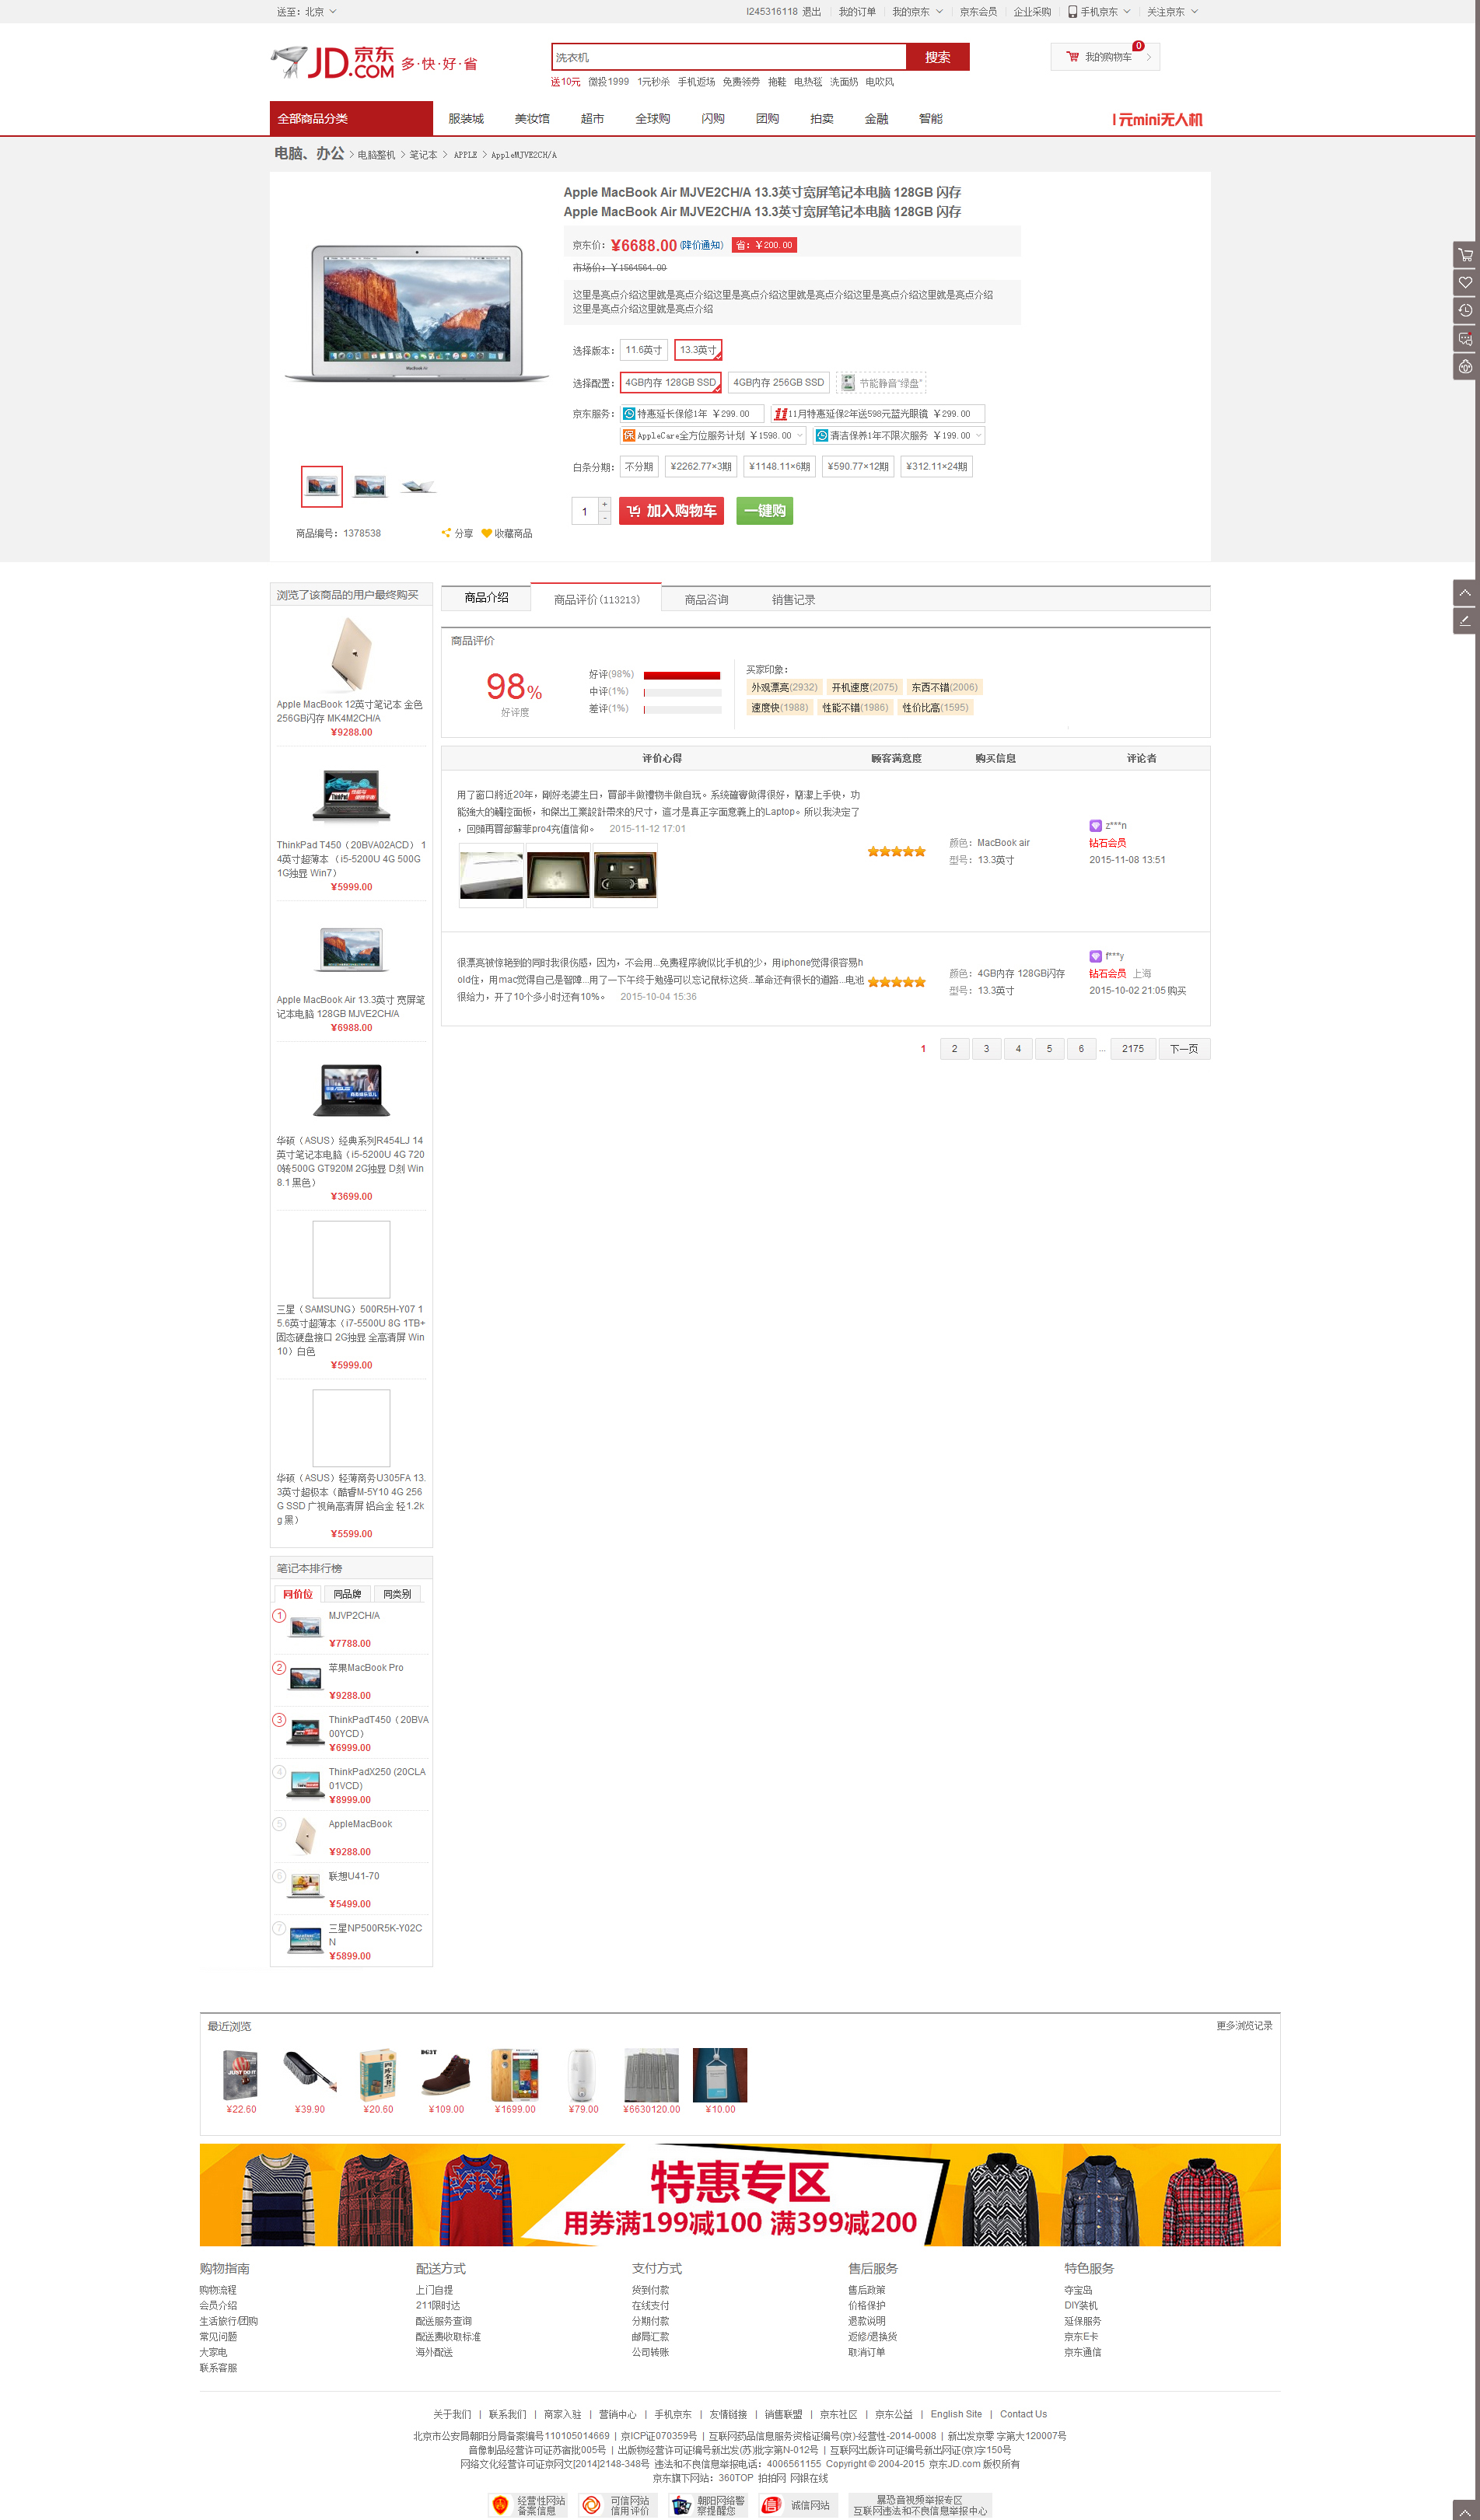 送至：北京
l245316118 退出 我的订单 我的京东 京东会员 企业采购 手机京东 关注京东
JD.COM 京东 多·快·好·省
洗衣机 搜索
我的购物车 0
送10元 微投1999 1元秒杀 手机返场 免费领券 拖鞋 电热毯 洗面奶 电吹风
全部商品分类 服装城 美妆馆 超市 全球购 闪购 团购 拍卖 金融 智能 1元mini无人机
电脑、办公 > 电脑整机 > 笔记本 > APPLE > AppleMJVE2CH/A
Apple MacBook Air MJVE2CH/A 13.3英寸宽屏笔记本电脑 128GB 闪存
Apple MacBook Air MJVE2CH/A 13.3英寸宽屏笔记本电脑 128GB 闪存
京东价：¥6688.00 (降价通知) 省：￥200.00
市场价：￥1564564.00
这里是亮点介绍这里就是亮点介绍这里是亮点介绍这里就是亮点介绍这里是亮点介绍这里就是亮点介绍
这里是亮点介绍这里就是亮点介绍
选择版本： 11.6英寸 13.3英寸
选择配置： 4GB内存 128GB SSD 4GB内存 256GB SSD 节能静音“绿盘”
京东服务： 特惠延长保修1年 ￥299.00 11月特惠延保2年送598元蓝光眼镜 ￥299.00
保 AppleCare全方位服务计划 ￥1598.00 清洁保养1年不限次服务 ￥199.00
白条分期： 不分期 ¥2262.77×3期 ¥1148.11×6期 ¥590.77×12期 ¥312.11×24期
1 + - 加入购物车 一键购
商品编号：1378538 分享 收藏商品
浏览了该商品的用户最终购买
Apple MacBook 12英寸笔记本 金色
256GB闪存 MK4M2CH/A
¥9288.00
ThinkPad T450（20BVA02ACD） 1
4英寸超薄本 （i5-5200U 4G 500G
1G独显 Win7）
¥5999.00
Apple MacBook Air 13.3英寸 宽屏笔
记本电脑 128GB MJVE2CH/A
¥6988.00
华硕（ASUS）经典系列R454LJ 14
英寸笔记本电脑（i5-5200U 4G 720
0转500G GT920M 2G独显 D刻 Win
8.1 黑色）
¥3699.00
三星（SAMSUNG）500R5H-Y07 1
5.6英寸超薄本（i7-5500U 8G 1TB+
固态硬盘接口 2G独显 全高清屏 Win
10）白色
¥5999.00
华硕（ASUS）轻薄商务U305FA 13.
3英寸超极本（酷睿M-5Y10 4G 256
G SSD 广视角高清屏 铝合金 轻1.2k
g 黑）
¥5599.00
笔记本排行榜
同价位 同品牌 同类别
1 MJVP2CH/A
¥7788.00
2 苹果MacBook Pro
¥9288.00
3 ThinkPadT450（20BVA
00YCD）
¥6999.00
4 ThinkPadX250 (20CLA
01VCD)
¥8999.00
5 AppleMacBook
¥9288.00
6 联想U41-70
¥5499.00
7 三星NP500R5K-Y02C
N
¥5899.00
商品介绍 商品评价(113213) 商品咨询 销售记录
商品评价
98%
好评度
好评(98%)
中评(1%)
差评(1%)
买家印象：
外观漂亮(2932) 开机速度(2075) 东西不错(2006)
速度快(1988) 性能不错(1986) 性价比高(1595)
评价心得 顾客满意度 购买信息 评论者
用了窗口將近20年，剛好老婆生日，買部半做禮物半做自玩。系統確實做得很好，簡潔上手快，功
能強大的觸控面板，和傑出工業設計帶來的尺寸，這才是真正字面意義上的Laptop。所以我決定了
，回頭再買部蘇菲pro4充值信仰。 2015-11-12 17:01
颜色：MacBook air
型号：13.3英寸
z***n
钻石会员
2015-11-08 13:51
很漂亮被惊艳到的同时我很伤感，因为，不会用...免费程序貌似比手机的少，用iphone觉得很容易h
old住，用mac觉得自己是智障...用了一下午终于勉强可以忘记鼠标这货...革命还有很长的道路...电池
很给力，开了10个多小时还有10%。 2015-10-04 15:36
颜色：4GB内存 128GB闪存
型号：13.3英寸
f***y
钻石会员 上海
2015-10-02 21:05 购买
1 2 3 4 5 6 ... 2175 下一页
最近浏览 更多浏览记录
¥22.60 ¥39.90 ¥20.60 ¥109.00 ¥1699.00 ¥79.00 ¥6630120.00 ¥10.00
特惠专区
用券满199减100 满399减200
购物指南 配送方式 支付方式 售后服务 特色服务
购物流程 上门自提 货到付款 售后政策 夺宝岛
会员介绍 211限时达 在线支付 价格保护 DIY装机
生活旅行/团购 配送服务查询 分期付款 退款说明 延保服务
常见问题 配送费收取标准 邮局汇款 返修/退换货 京东E卡
大家电 海外配送 公司转账 取消订单 京东通信
联系客服
关于我们 | 联系我们 | 商家入驻 | 营销中心 | 手机京东 | 友情链接 | 销售联盟 | 京东社区 | 京东公益 | English Site | Contact Us
北京市公安局朝阳分局备案编号110105014669 | 京ICP证070359号 | 互联网药品信息服务资格证编号(京)-经营性-2014-0008 | 新出发京零 字第大120007号
音像制品经营许可证苏宿批005号 | 出版物经营许可证编号新出发(苏)批字第N-012号 | 互联网出版许可证编号新出网证(京)字150号
网络文化经营许可证京网文[2014]2148-348号 违法和不良信息举报电话：4006561155 Copyright © 2004-2015 京东JD.com 版权所有
京东旗下网站：360TOP 拍拍网 网银在线
经营性网站 可信网站 朝阳网络警 诚信网站 暴恐音视频举报专区
备案信息 信用评价 察提醒您 互联网违法和不良信息举报中心